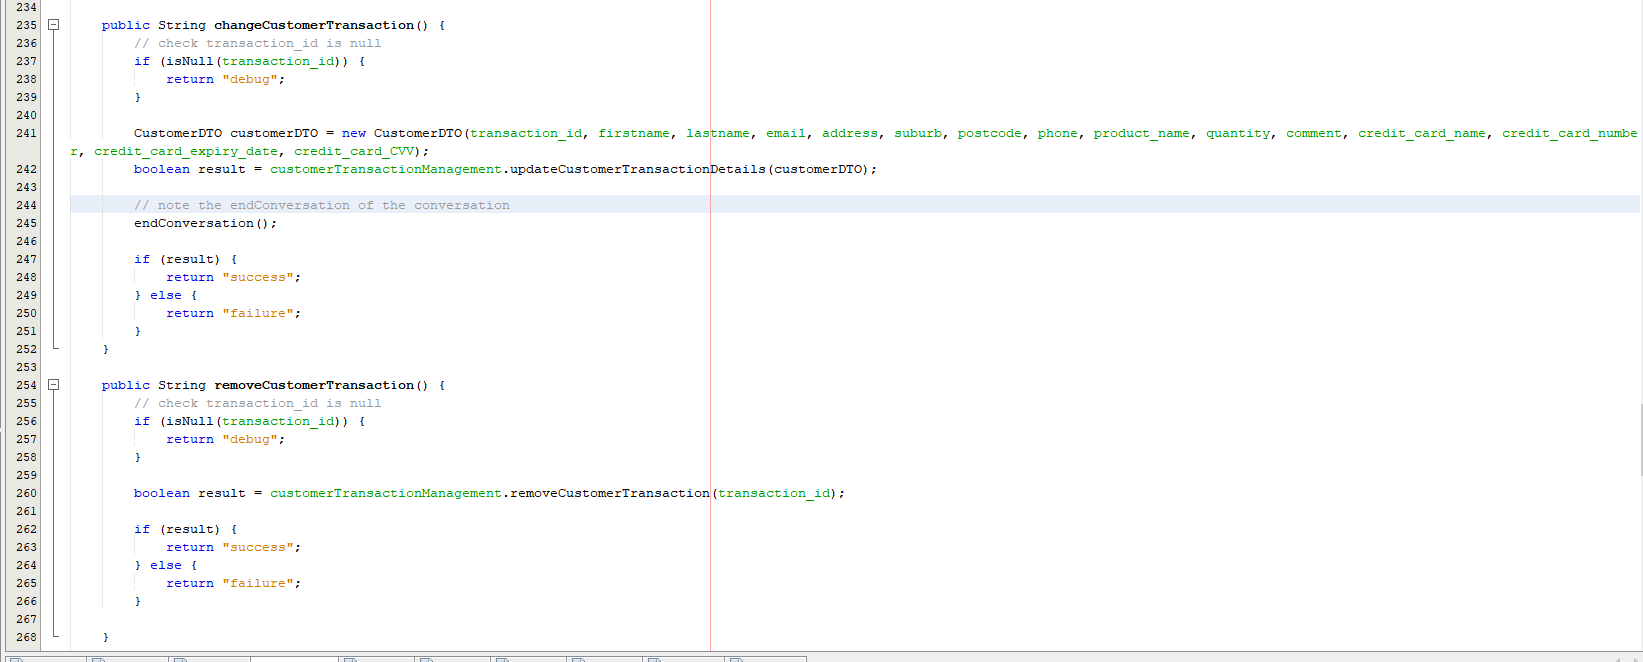 234
235 public String changeCustomerTransaction() {
236 // check transaction_id is null
237 if (isNull(transaction_id)) {
238 return "debug";
239 }
240
241 CustomerDTO customerDTO = new CustomerDTO(transaction_id, firstname, lastname, email, address, suburb, postcode, phone, product_name, quantity, comment, credit_card_name, credit_card_numbe
r, credit_card_expiry_date, credit_card_CVV);
242 boolean result = customerTransactionManagement.updateCustomerTransactionDetails(customerDTO);
243
244 // note the endConversation of the conversation
245 endConversation();
246
247 if (result) {
248 return "success";
249 } else {
250 return "failure";
251 }
252 }
253
254 public String removeCustomerTransaction() {
255 // check transaction_id is null
256 if (isNull(transaction_id)) {
257 return "debug";
258 }
259
260 boolean result = customerTransactionManagement.removeCustomerTransaction(transaction_id);
261
262 if (result) {
263 return "success";
264 } else {
265 return "failure";
266 }
267
268 }